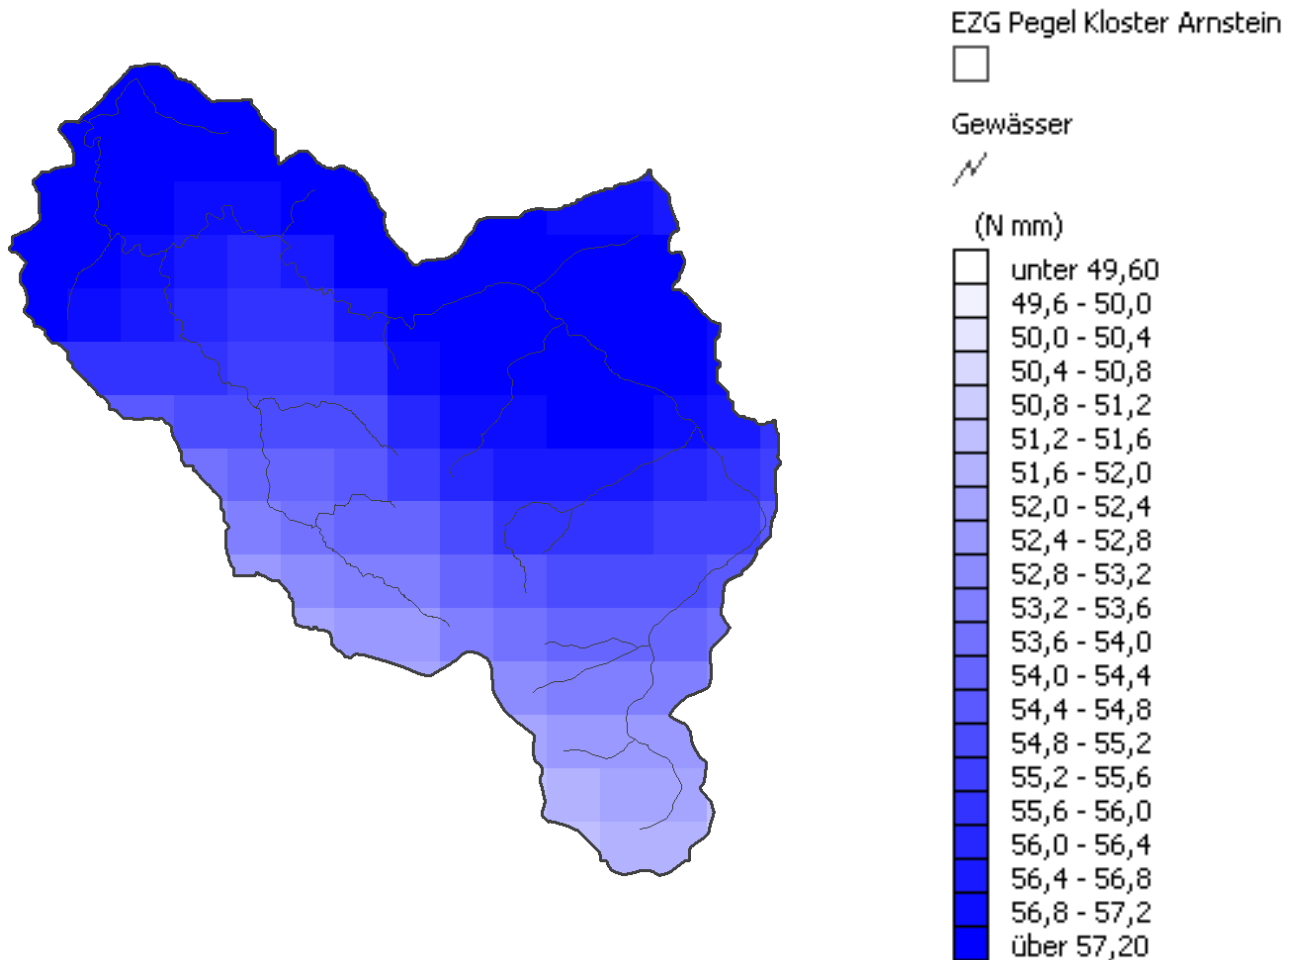 EZG Pegel Kloster Arnstein
Gewässer
(N mm)
unter 49,60
49,6 - 50,0
50,0 - 50,4
50,4 - 50,8
50,8 - 51,2
51,2 - 51,6
51,6 - 52,0
52,0 - 52,4
52,4 - 52,8
52,8 - 53,2
53,2 - 53,6
53,6 - 54,0
54,0 - 54,4
54,4 - 54,8
54,8 - 55,2
55,2 - 55,6
55,6 - 56,0
56,0 - 56,4
56,4 - 56,8
56,8 - 57,2
über 57,20